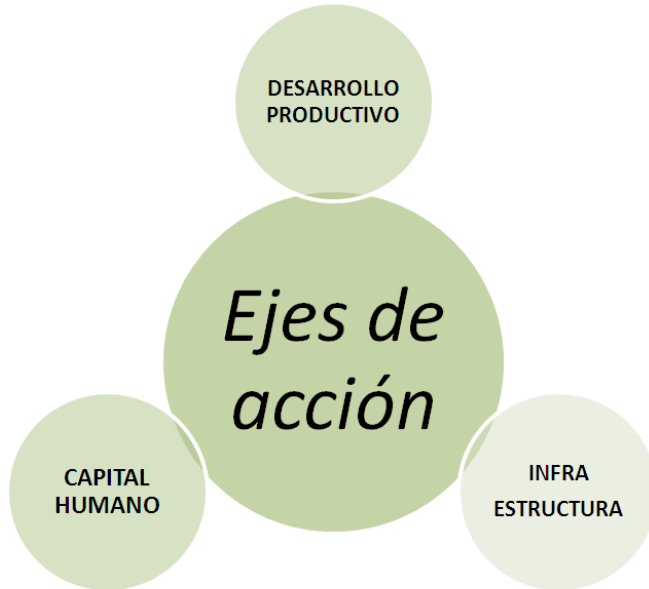 DESARROLLO
PRODUCTIVO
Ejes de
acción
CAPITAL
HUMANO
INFRA
ESTRUCTURA